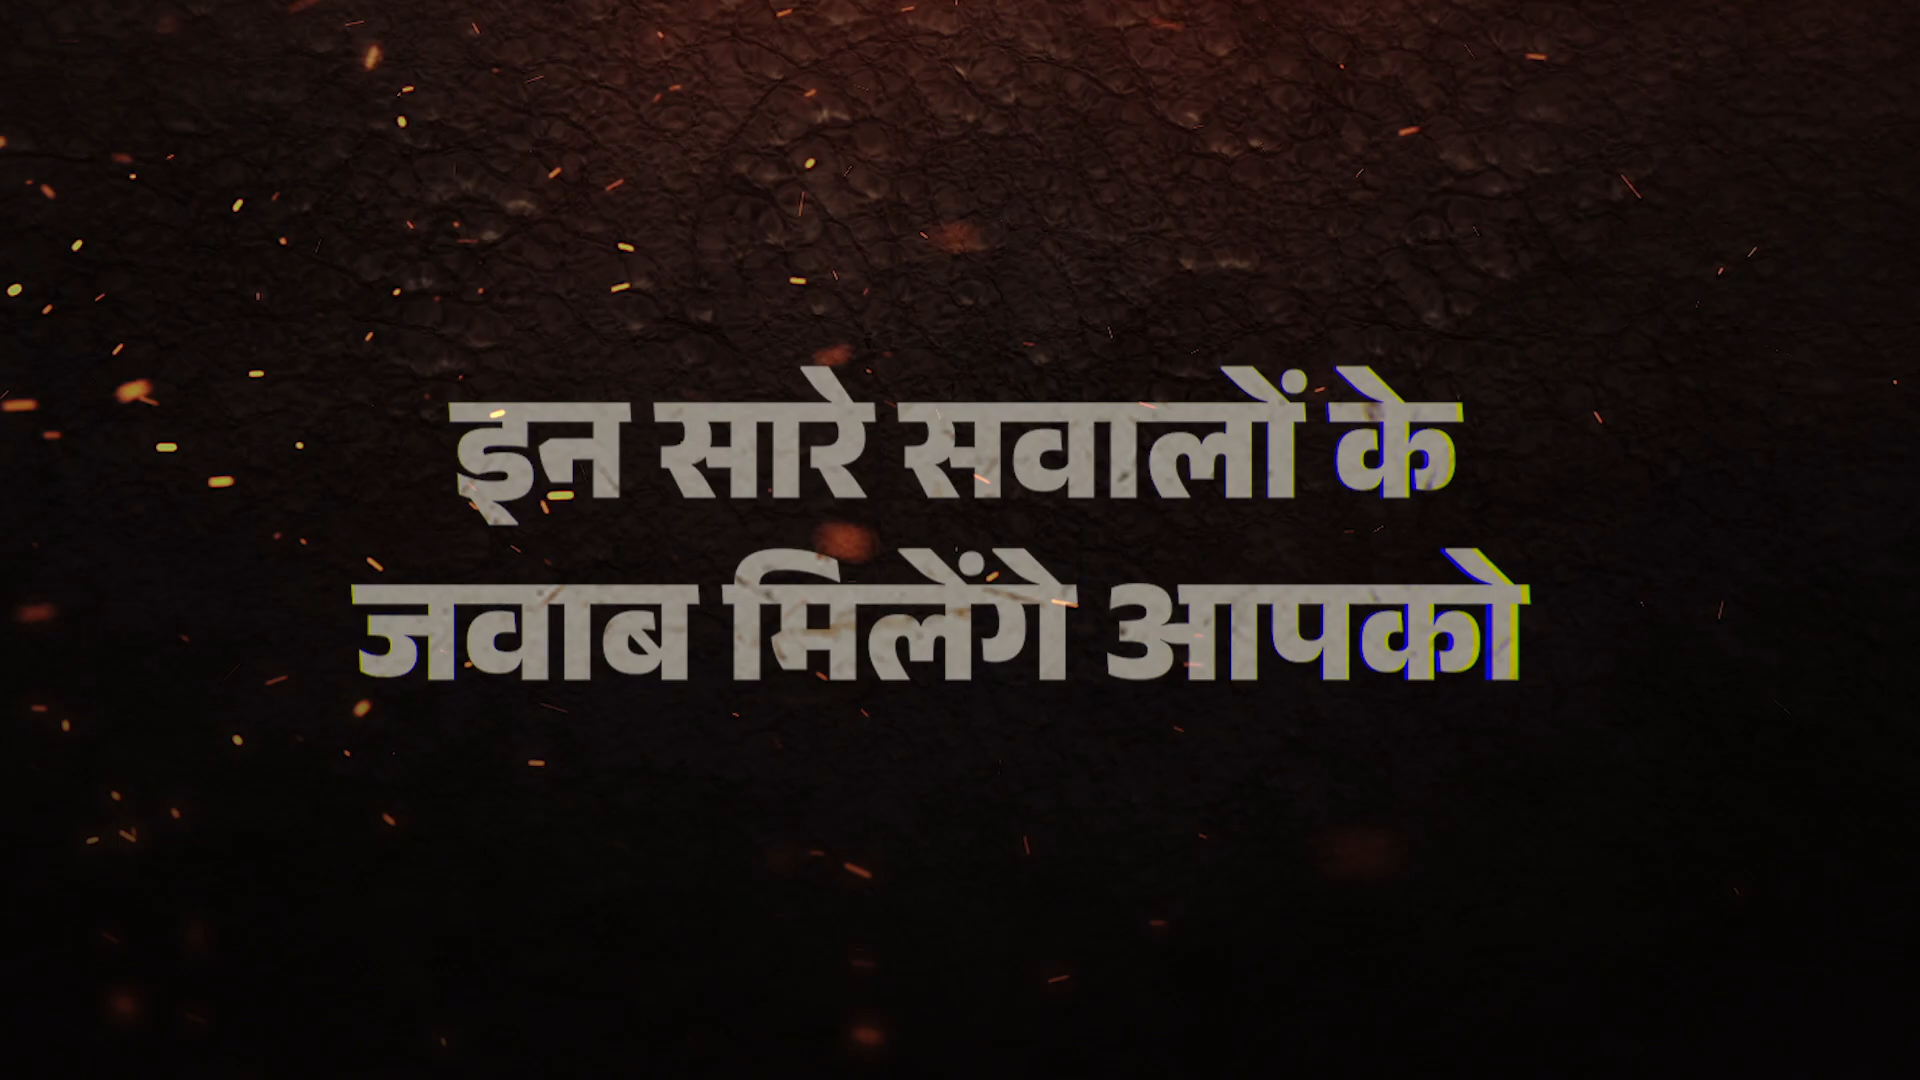 इन सारे सवालों के
जवाब मिलेंगे आपको